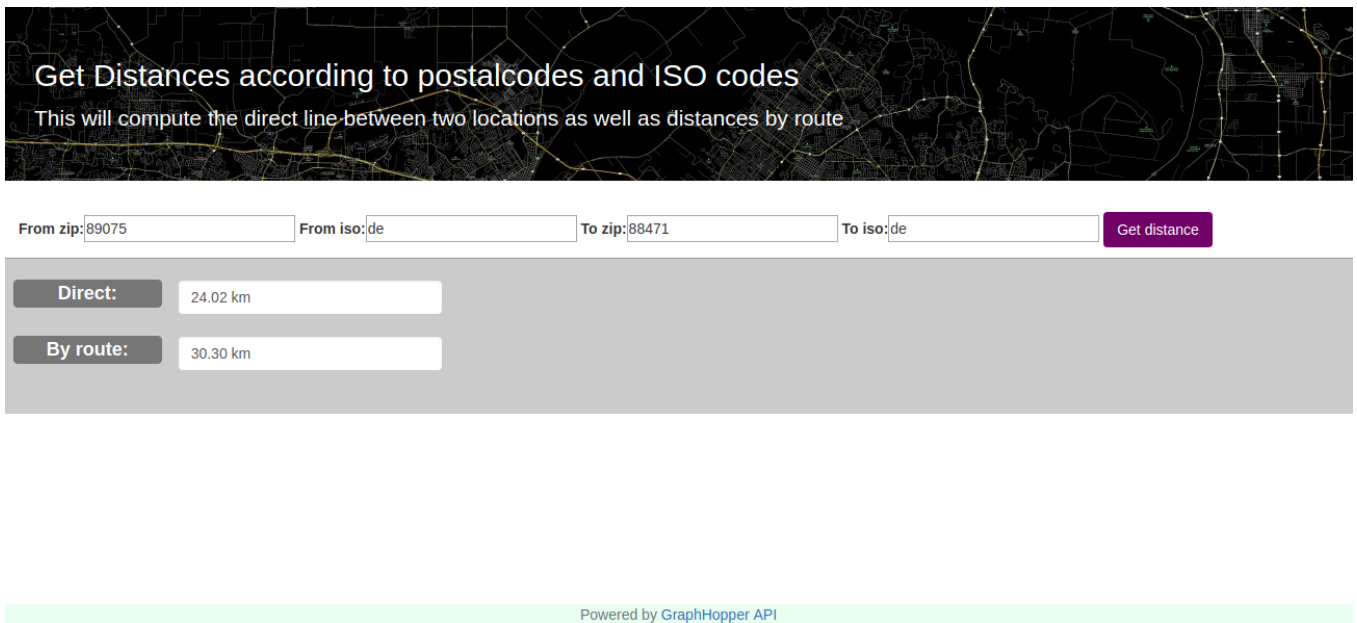 Get Distances according to postalcodes and ISO codes
This will compute the direct line between two locations as well as distances by route
From zip: 89075 From iso: de To zip: 88471 To iso: de Get distance
Direct: 24.02 km
By route: 30.30 km
Powered by GraphHopper API